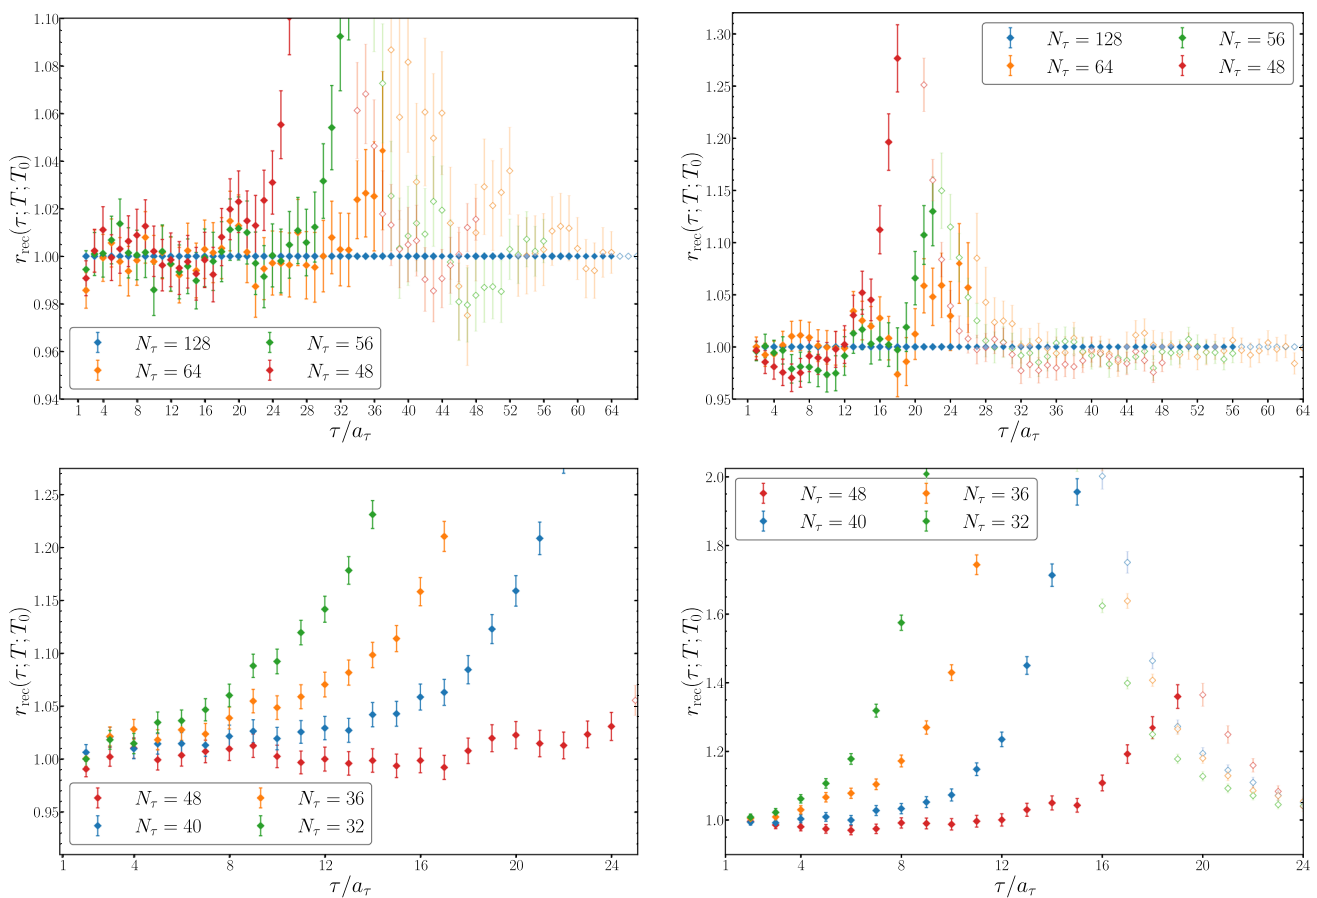 1.10
1.08
1.06
1.04
1.02
1.00
0.98
0.96
0.94
r_rec(τ; T; T_0)
N_τ = 128
N_τ = 64
N_τ = 56
N_τ = 48
1 4 8 12 16 20 24 28 32 36 40 44 48 52 56 60 64
τ/a_τ
1.30
1.25
1.20
1.15
1.10
1.05
1.00
0.95
r_rec(τ; T; T_0)
N_τ = 128
N_τ = 64
N_τ = 56
N_τ = 48
1 4 8 12 16 20 24 28 32 36 40 44 48 52 56 60 64
τ/a_τ
1.25
1.20
1.15
1.10
1.05
1.00
0.95
r_rec(τ; T; T_0)
N_τ = 48
N_τ = 40
N_τ = 36
N_τ = 32
1 4 8 12 16 20 24
τ/a_τ
2.0
1.8
1.6
1.4
1.2
1.0
r_rec(τ; T; T_0)
N_τ = 48
N_τ = 40
N_τ = 36
N_τ = 32
1 4 8 12 16 20 24
τ/a_τ